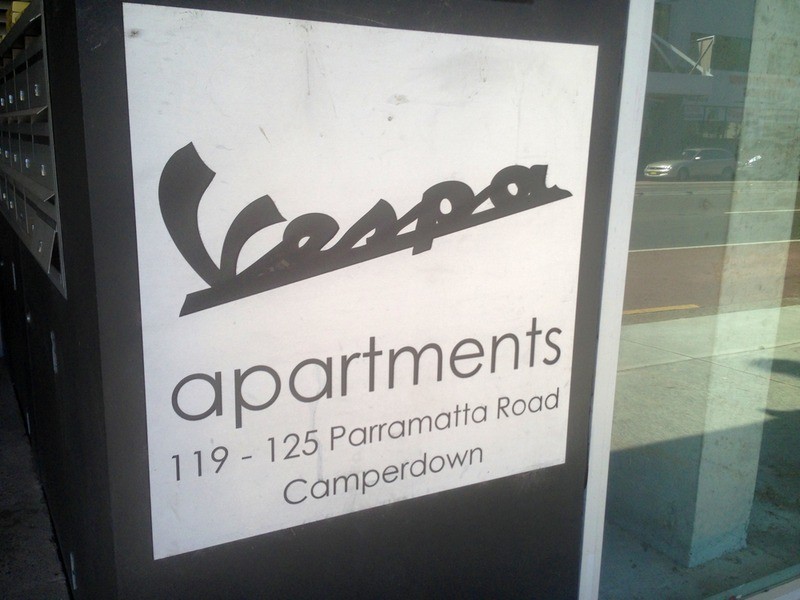 Vespa
apartments
119 - 125 Parramatta Road
Camperdown